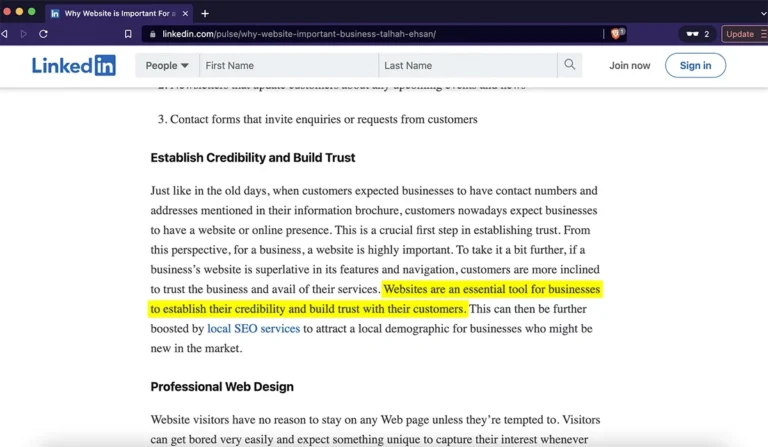 Why Website is Important For a
linkedin.com/pulse/why-website-important-business-talhah-ehsan/
2
Update
Linked in
People
First Name
Last Name
Join now
Sign in
2. Newsletters that update customers about any upcoming events and news
3. Contact forms that invite enquiries or requests from customers
Establish Credibility and Build Trust
Just like in the old days, when customers expected businesses to have contact numbers and
addresses mentioned in their information brochure, customers nowadays expect businesses
to have a website or online presence. This is a crucial first step in establishing trust. From
this perspective, for a business, a website is highly important. To take it a bit further, if a
business's website is superlative in its features and navigation, customers are more inclined
to trust the business and avail of their services. Websites are an essential tool for businesses
to establish their credibility and build trust with their customers. This can then be further
boosted by local SEO services to attract a local demographic for businesses who might be
new in the market.
Professional Web Design
Website visitors have no reason to stay on any Web page unless they're tempted to. Visitors
can get bored very easily and expect something unique to capture their interest whenever